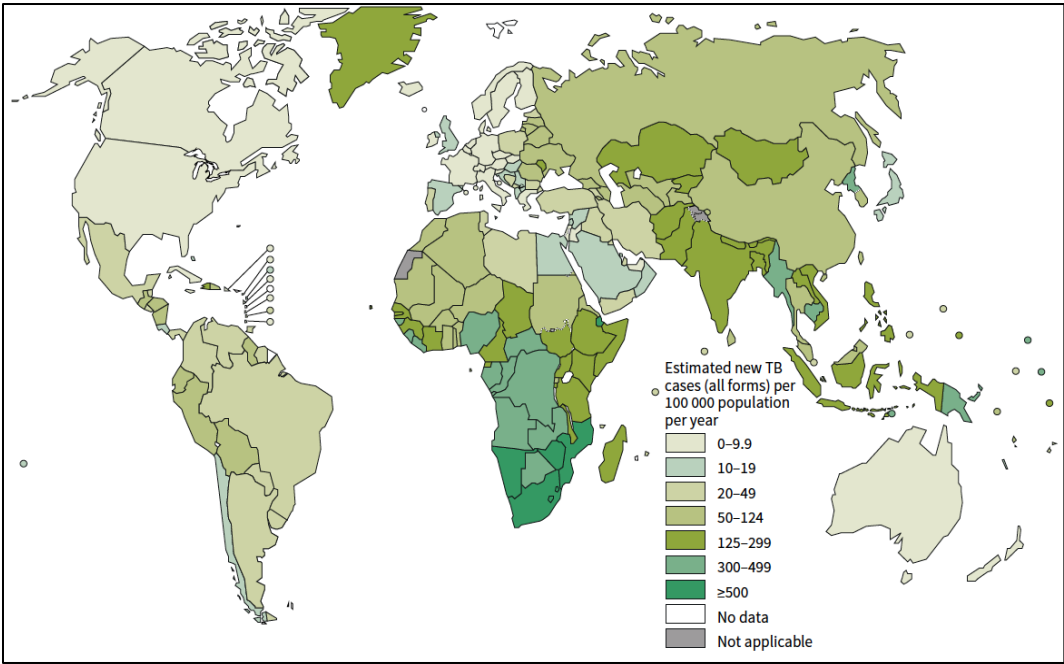 Estimated new TB
cases (all forms) per
100 000 population
per year
0–9.9
10–19
20–49
50–124
125–299
300–499
≥500
No data
Not applicable